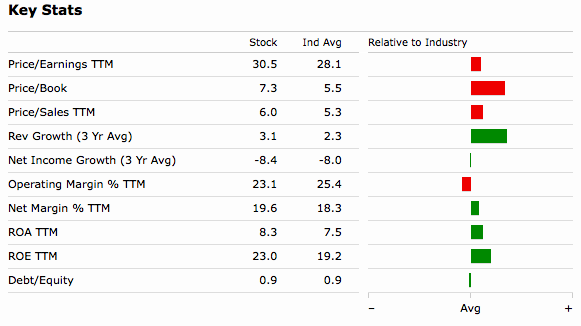 Key Stats
Stock Ind Avg Relative to Industry
Price/Earnings TTM 30.5 28.1
Price/Book 7.3 5.5
Price/Sales TTM 6.0 5.3
Rev Growth (3 Yr Avg) 3.1 2.3
Net Income Growth (3 Yr Avg) -8.4 -8.0
Operating Margin % TTM 23.1 25.4
Net Margin % TTM 19.6 18.3
ROA TTM 8.3 7.5
ROE TTM 23.0 19.2
Debt/Equity 0.9 0.9
– Avg +